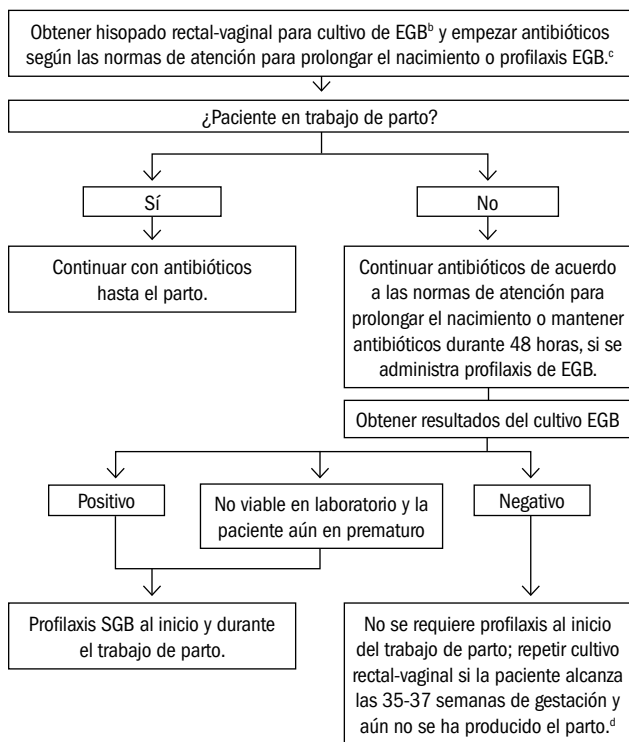 Obtener hisopado rectal-vaginal para cultivo de EGBᵇ y empezar antibióticos
según las normas de atención para prolongar el nacimiento o profilaxis EGB.ᶜ
¿Paciente en trabajo de parto?
Sí
No
Continuar con antibióticos
hasta el parto.
Continuar antibióticos de acuerdo
a las normas de atención para
prolongar el nacimiento o mantener
antibióticos durante 48 horas, si se
administra profilaxis de EGB.
Obtener resultados del cultivo EGB
Positivo
No viable en laboratorio y la
paciente aún en prematuro
Negativo
Profilaxis SGB al inicio y durante
el trabajo de parto.
No se requiere profilaxis al inicio
del trabajo de parto; repetir cultivo
rectal-vaginal si la paciente alcanza
las 35-37 semanas de gestación y
aún no se ha producido el parto.ᵈ